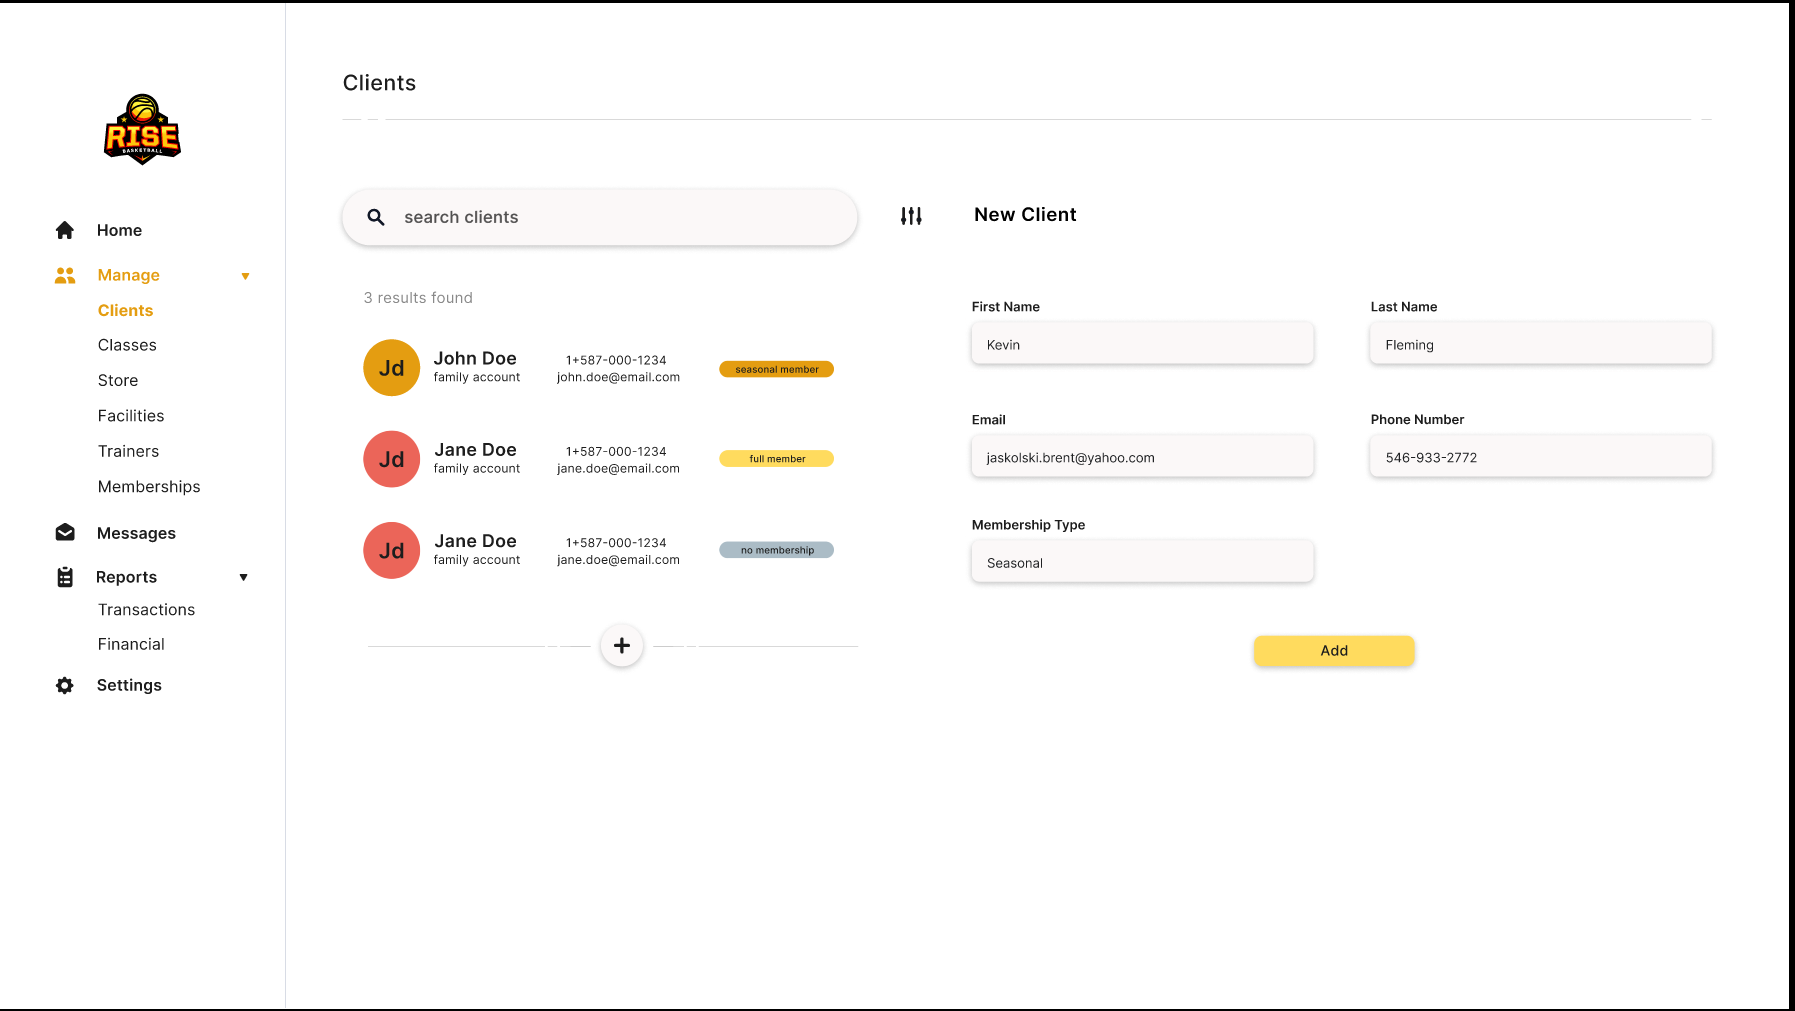 RISE
BASKETBALL
Home
Manage
Clients
Classes
Store
Facilities
Trainers
Memberships
Messages
Reports
Transactions
Financial
Settings
Clients
search clients
3 results found
Jd
John Doe
family account
1+587-000-1234
john.doe@email.com
seasonal member
Jd
Jane Doe
family account
1+587-000-1234
jane.doe@email.com
full member
Jd
Jane Doe
family account
1+587-000-1234
jane.doe@email.com
no membership
New Client
First Name
Kevin
Last Name
Fleming
Email
jaskolski.brent@yahoo.com
Phone Number
546-933-2772
Membership Type
Seasonal
Add